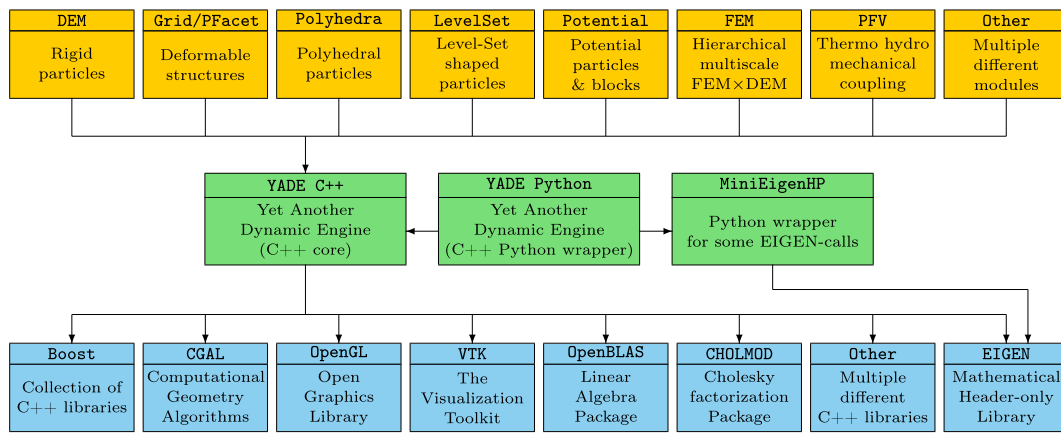 DEM
Rigid
particles
Grid/PFacet
Deformable
structures
Polyhedra
Polyhedral
particles
LevelSet
Level-Set
shaped
particles
Potential
Potential
particles
& blocks
FEM
Hierarchical
multiscale
FEM×DEM
PFV
Thermo hydro
mechanical
coupling
Other
Multiple
different
modules
YADE C++
Yet Another
Dynamic Engine
(C++ core)
YADE Python
Yet Another
Dynamic Engine
(C++ Python wrapper)
MiniEigenHP
Python wrapper
for some EIGEN-calls
Boost
Collection of
C++ libraries
CGAL
Computational
Geometry
Algorithms
OpenGL
Open
Graphics
Library
VTK
The
Visualization
Toolkit
OpenBLAS
Linear
Algebra
Package
CHOLMOD
Cholesky
factorization
Package
Other
Multiple
different
C++ libraries
EIGEN
Mathematical
Header-only
Library